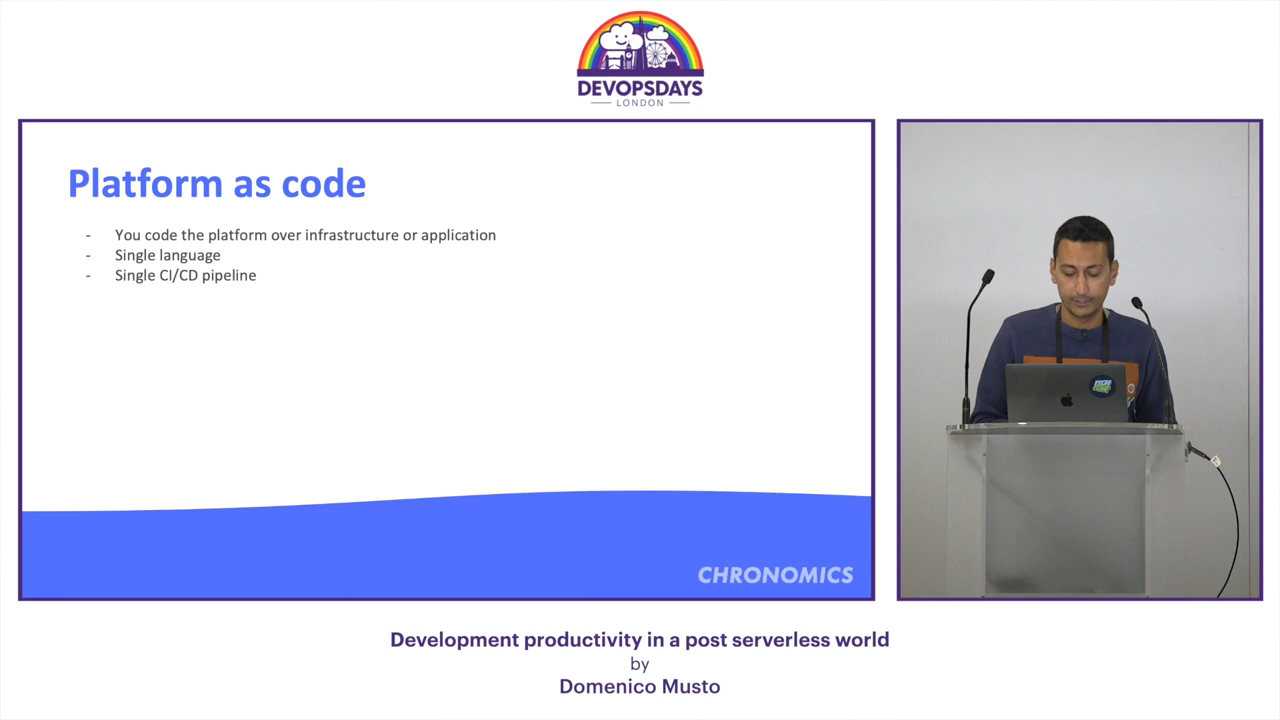 DEVOPSDAYS
LONDON
Platform as code
- You code the platform over infrastructure or application
- Single language
- Single CI/CD pipeline
CHRONOMICS
Development productivity in a post serverless world
by
Domenico Musto